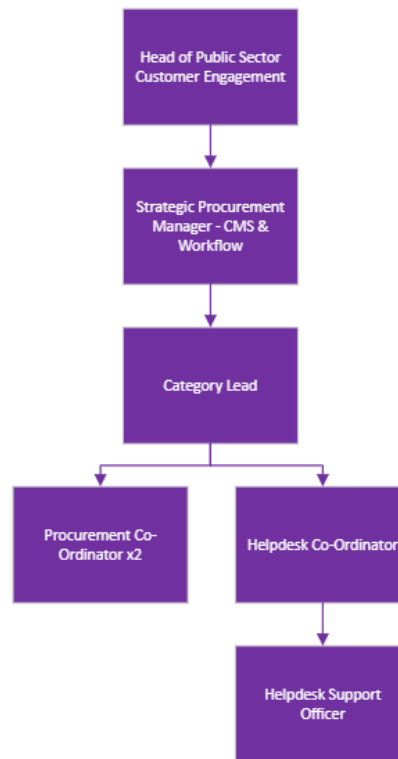 Head of Public Sector
Customer Engagement
Strategic Procurement
Manager - CMS &
Workflow
Category Lead
Procurement Co-
Ordinator x2
Helpdesk Co-Ordinator
Helpdesk Support
Officer